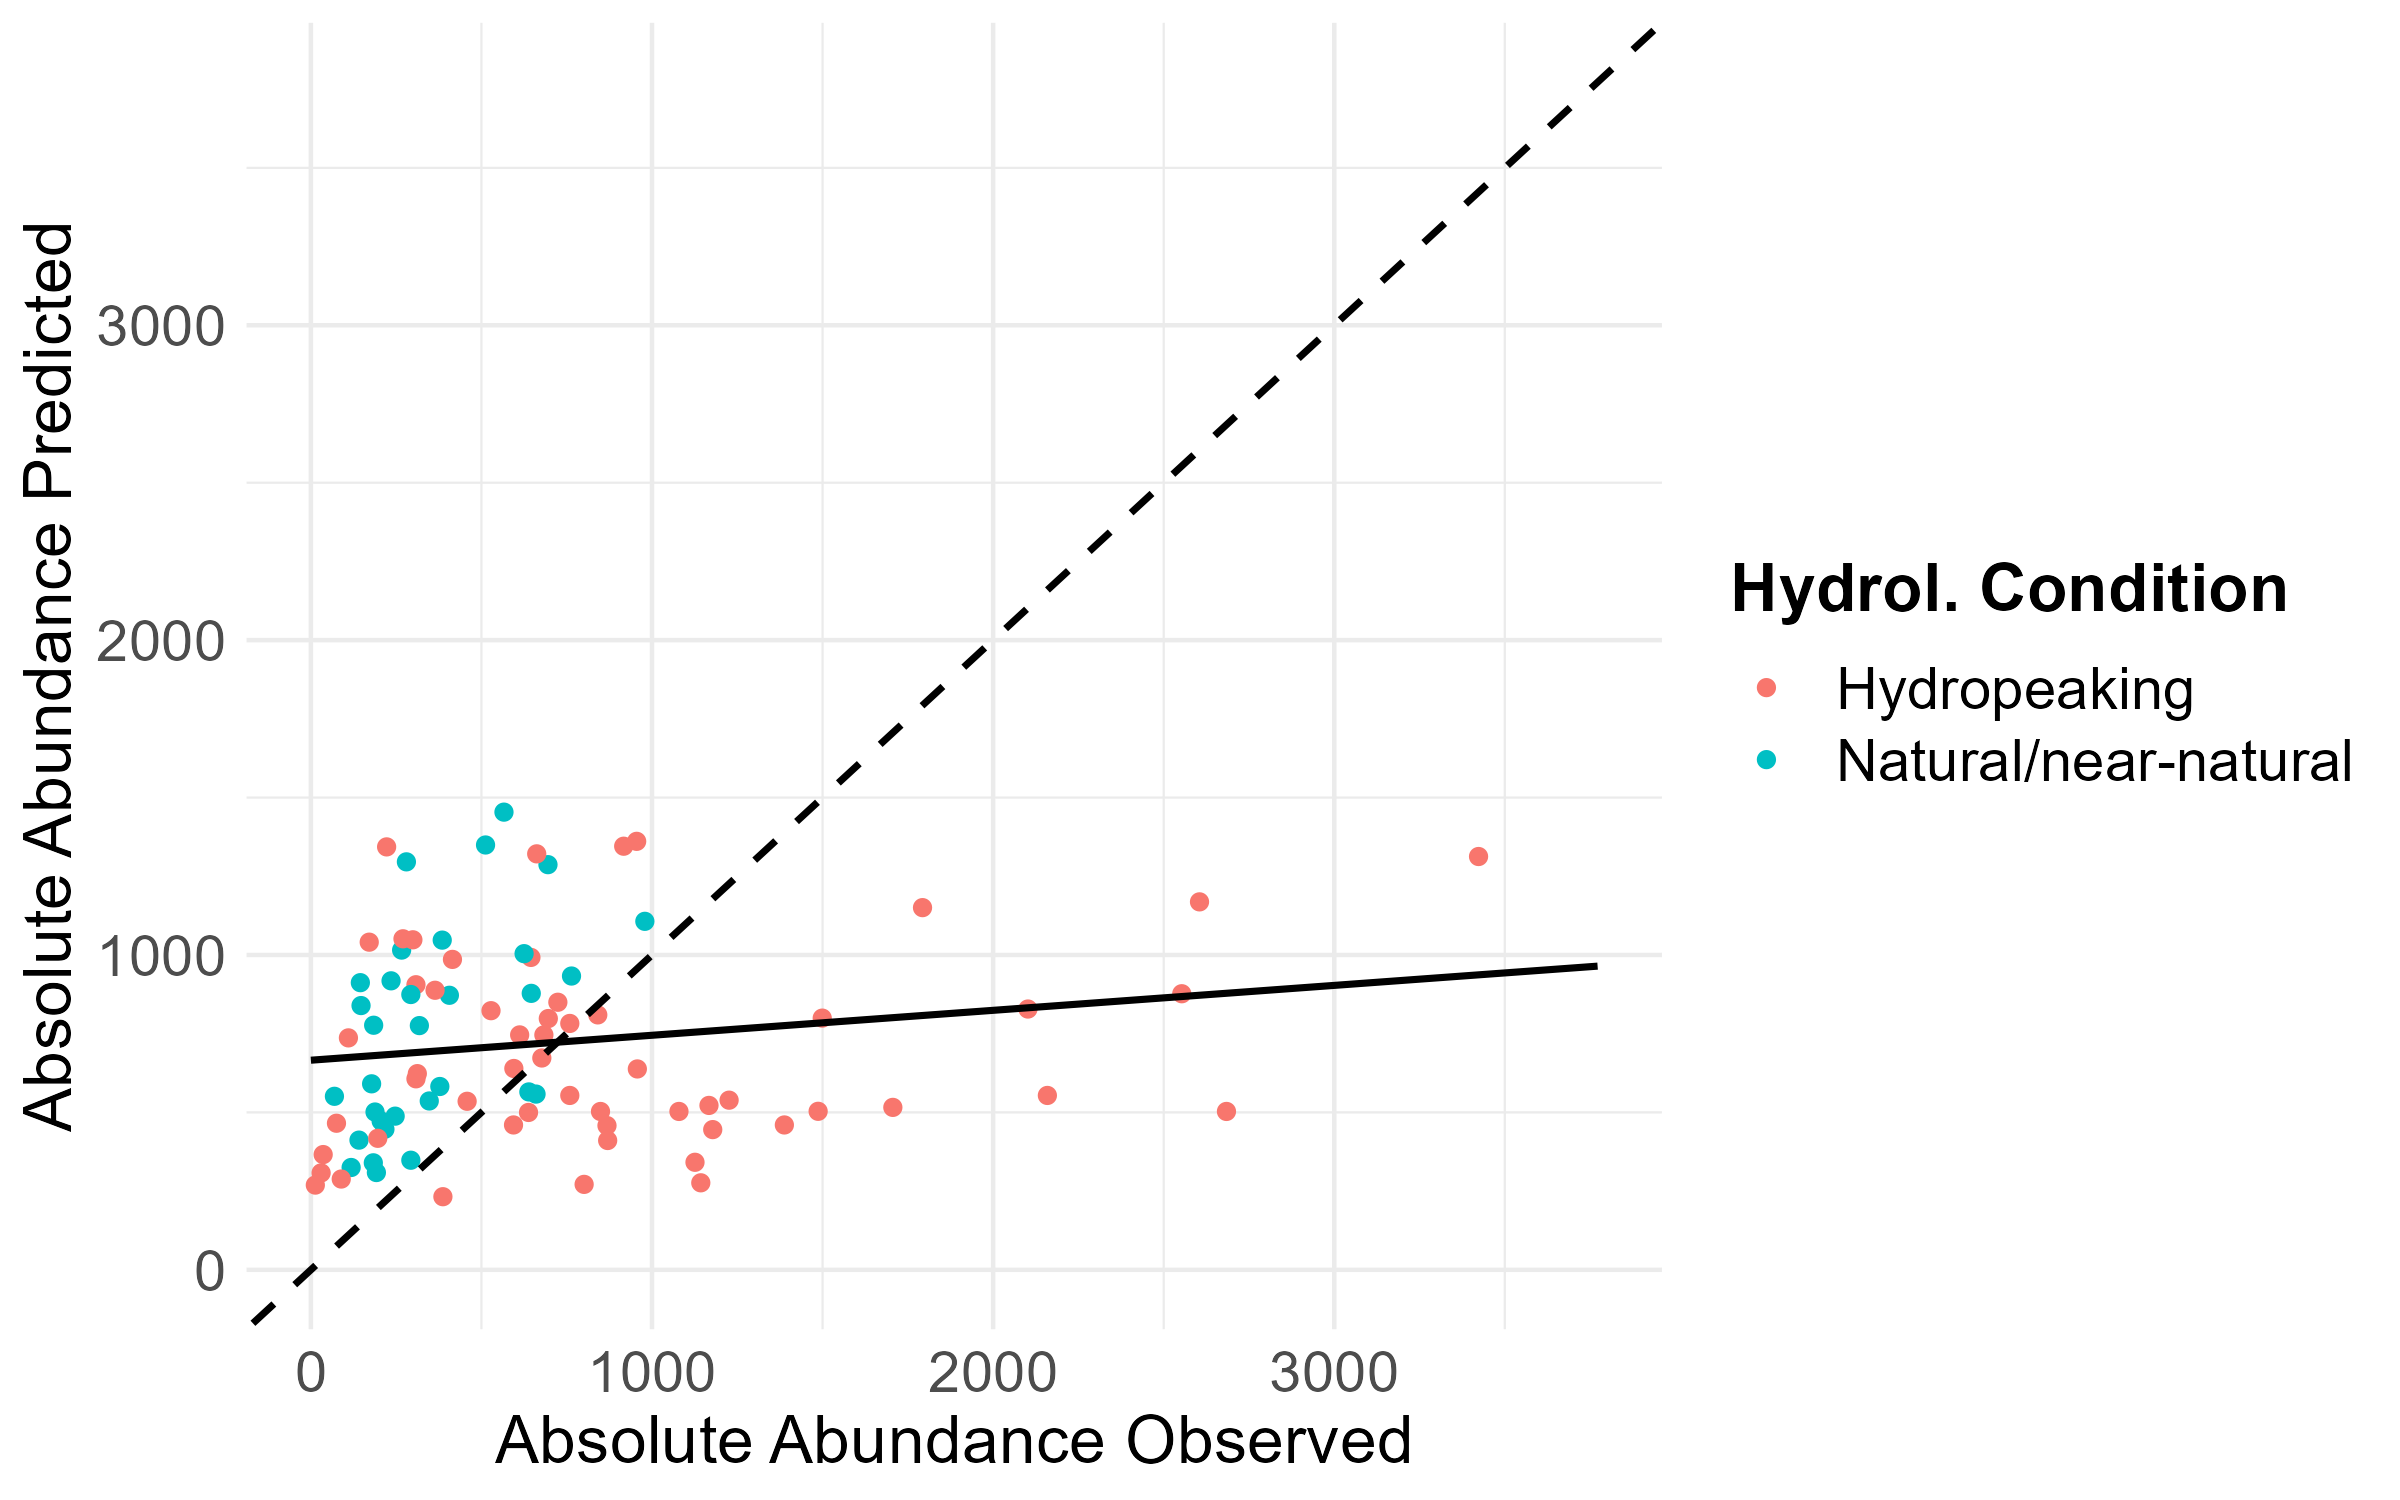 Absolute Abundance Predicted
3000
2000
1000
0
0 1000 2000 3000
Absolute Abundance Observed
Hydrol. Condition
Hydropeaking
Natural/near-natural